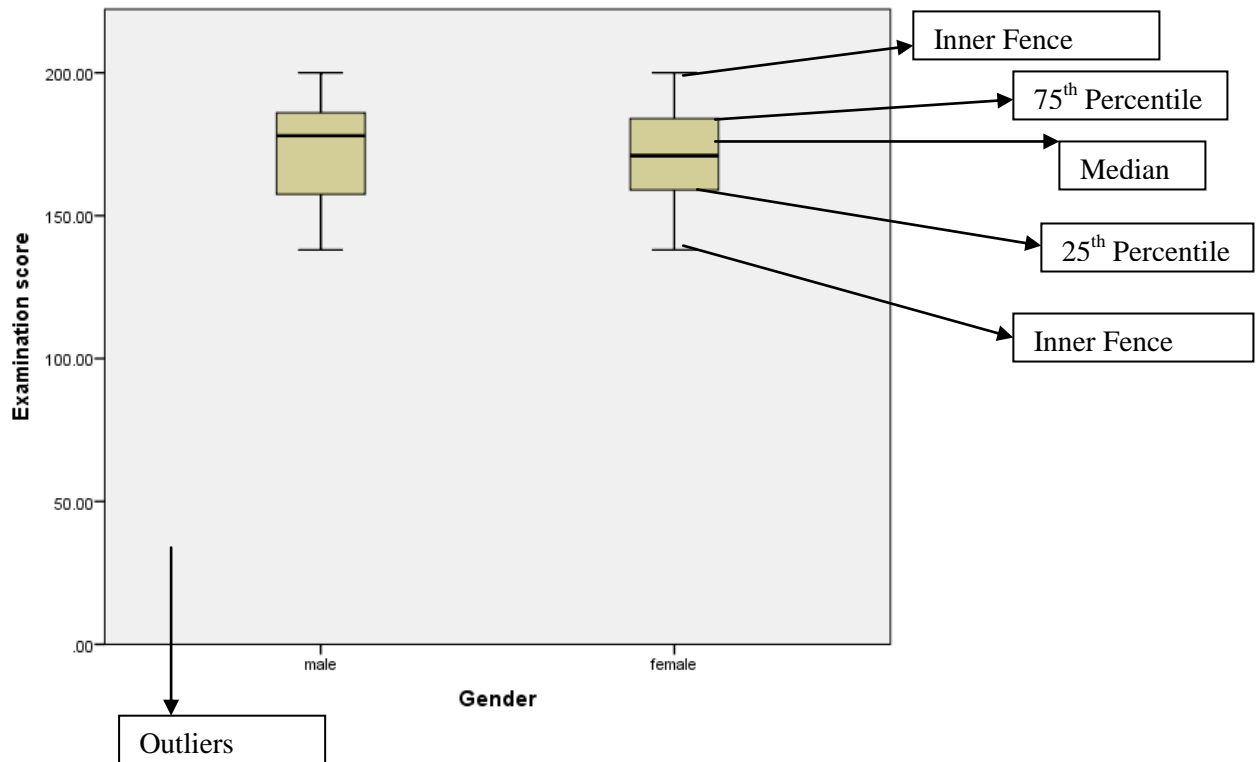 Inner Fence
200.00
75th Percentile
Median
150.00
25th Percentile
Inner Fence
100.00
Examination score
50.00
.00
male
female
Gender
Outliers